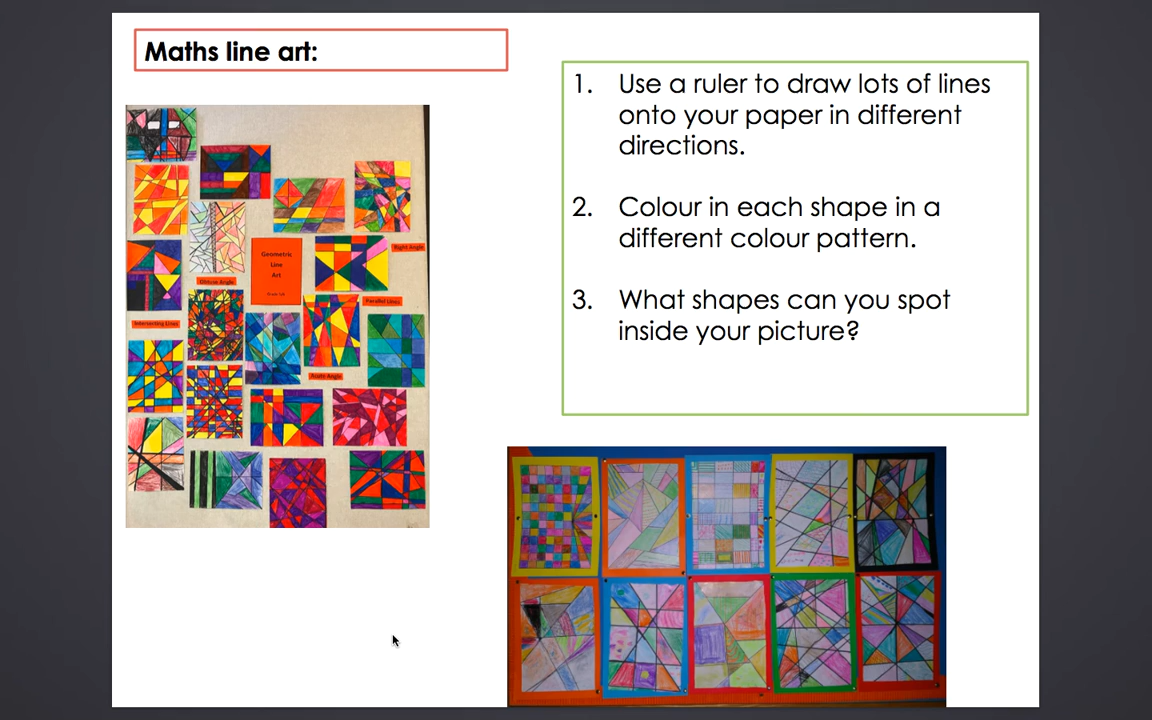 Maths line art:
1. Use a ruler to draw lots of lines
onto your paper in different
directions.
2. Colour in each shape in a
different colour pattern.
3. What shapes can you spot
inside your picture?
Geometric
Line
Art
Right Angle
Obtuse Angle
Parallel Lines
Intersecting Lines
Acute Angle